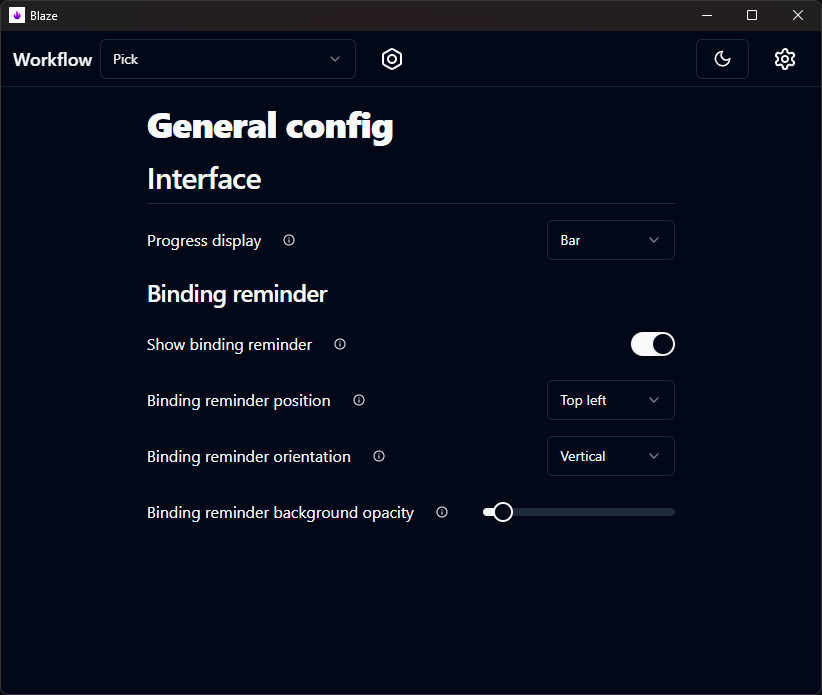 Blaze
Workflow Pick
General config
Interface
Progress display Bar
Binding reminder
Show binding reminder
Binding reminder position Top left
Binding reminder orientation Vertical
Binding reminder background opacity